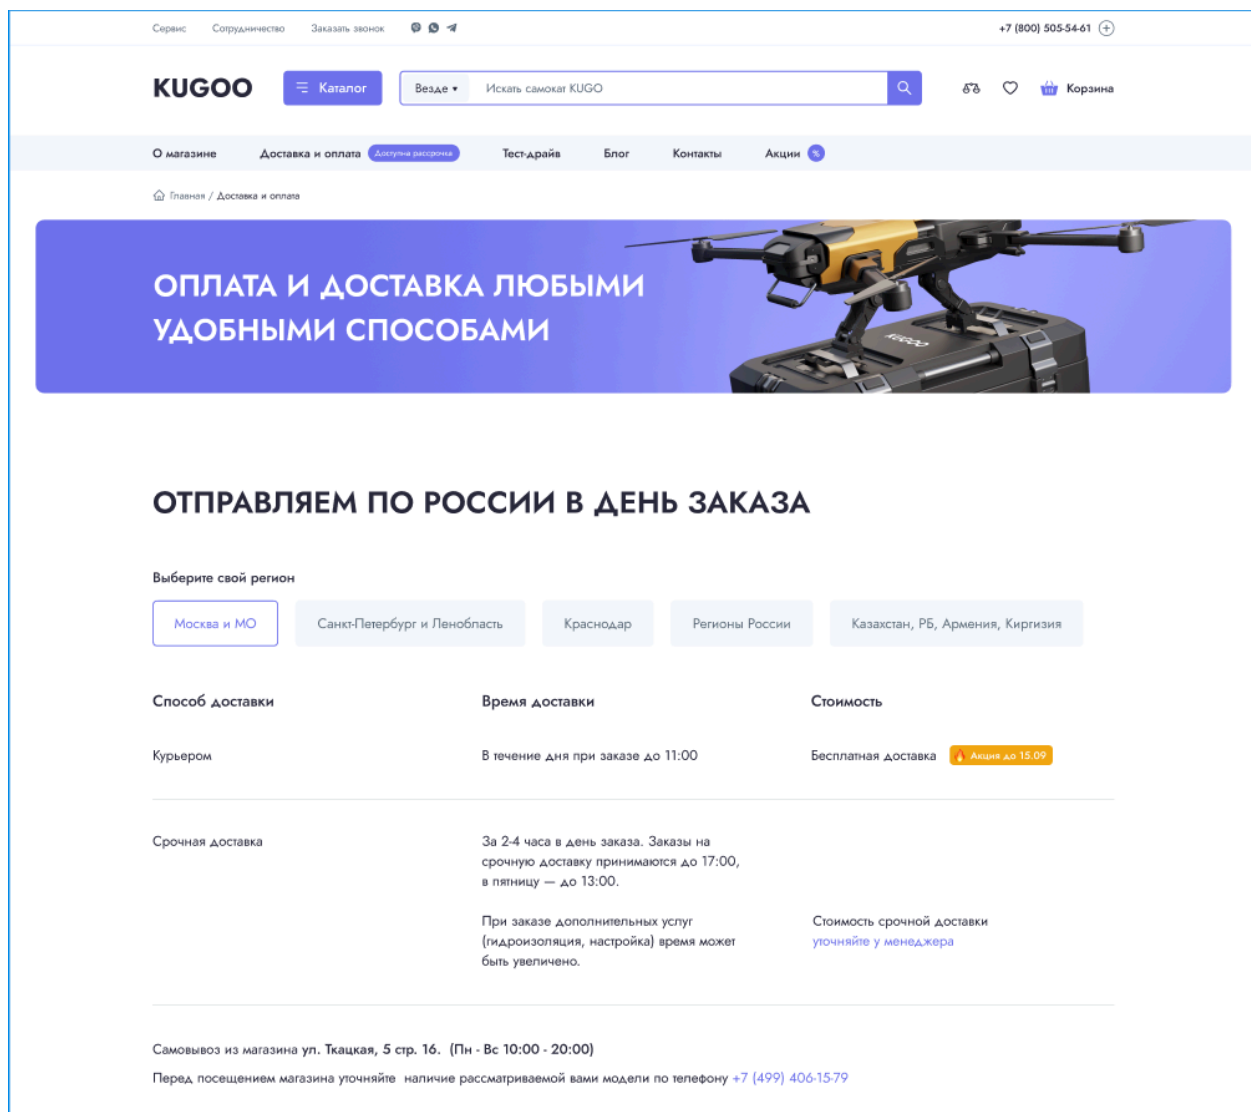 Сервис Сотрудничество Заказать звонок +7 (800) 505-54-61
KUGOO Каталог Везде Искать самокат KUGO Корзина
О магазине Доставка и оплата Доступна рассрочка Тест-драйв Блог Контакты Акции %
Главная / Доставка и оплата
ОПЛАТА И ДОСТАВКА ЛЮБЫМИ
УДОБНЫМИ СПОСОБАМИ
KUGOO
ОТПРАВЛЯЕМ ПО РОССИИ В ДЕНЬ ЗАКАЗА
Выберите свой регион
Москва и МО Санкт-Петербург и Ленобласть Краснодар Регионы России Казахстан, РБ, Армения, Киргизия
Способ доставки Время доставки Стоимость
Курьером В течение дня при заказе до 11:00 Бесплатная доставка Акция до 15.09
Срочная доставка За 2-4 часа в день заказа. Заказы на
срочную доставку принимаются до 17:00,
в пятницу — до 13:00.
При заказе дополнительных услуг Стоимость срочной доставки
(гидроизоляция, настройка) время может уточняйте у менеджера
быть увеличено.
Самовывоз из магазина ул. Ткацкая, 5 стр. 16. (Пн - Вс 10:00 - 20:00)
Перед посещением магазина уточняйте наличие рассматриваемой вами модели по телефону +7 (499) 406-15-79